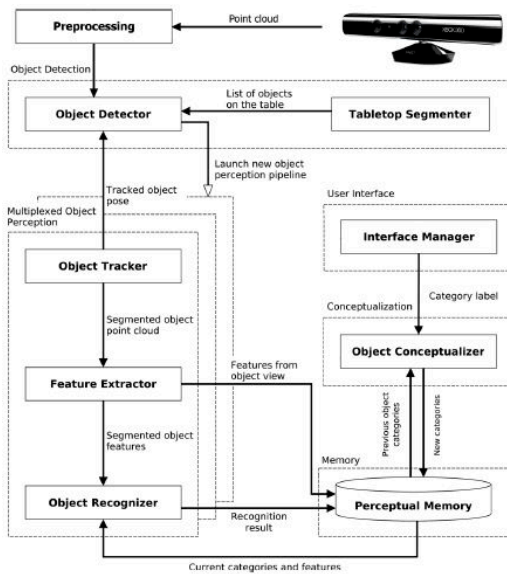 Preprocessing
Point cloud
XBOX360
Object Detection
List of objects
on the table
Object Detector
Tabletop Segmenter
Launch new object
perception pipeline
Tracked object
pose
User Interface
Multiplexed Object
Perception
Interface Manager
Object Tracker
Category label
Conceptualization
Segmented object
point cloud
Object Conceptualizer
Features from
object view
Feature Extractor
Previous object
categories
New categories
Segmented object
features
Memory
Object Recognizer
Perceptual Memory
Recognition
result
Current categories and features